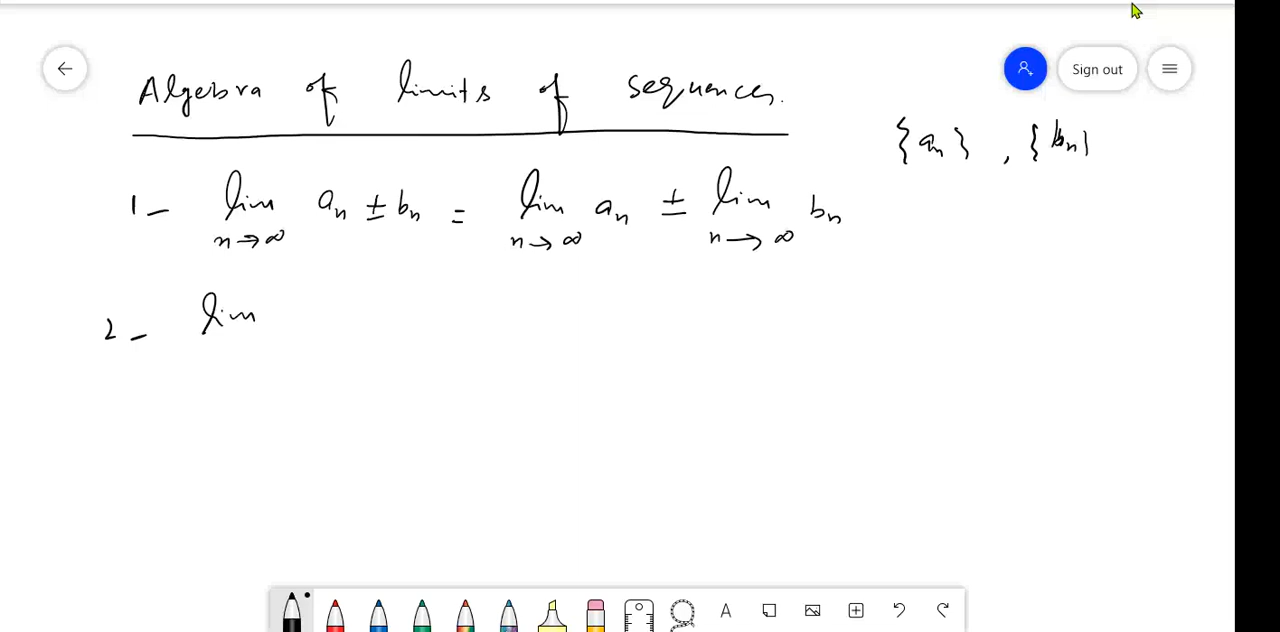 Sign out
Algebra of limits of sequences.
{aₙ} , {bₙ}
1- lim n→∞ aₙ ± bₙ = lim n→∞ aₙ ± lim n→∞ bₙ
2- lim
A